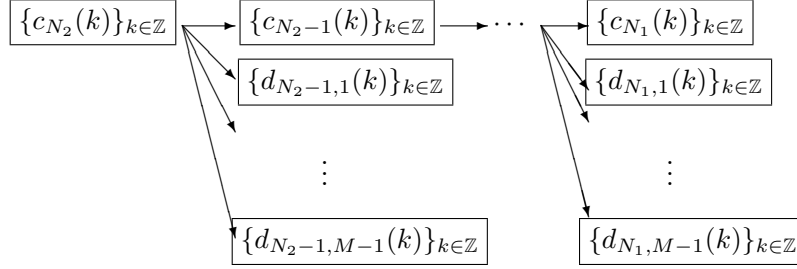 {c_{N_2}(k)}_{k∈ℤ} {c_{N_2−1}(k)}_{k∈ℤ} ⋯ {c_{N_1}(k)}_{k∈ℤ}
{d_{N_2−1,1}(k)}_{k∈ℤ} {d_{N_1,1}(k)}_{k∈ℤ}
⋮ ⋮
{d_{N_2−1,M−1}(k)}_{k∈ℤ} {d_{N_1,M−1}(k)}_{k∈ℤ}